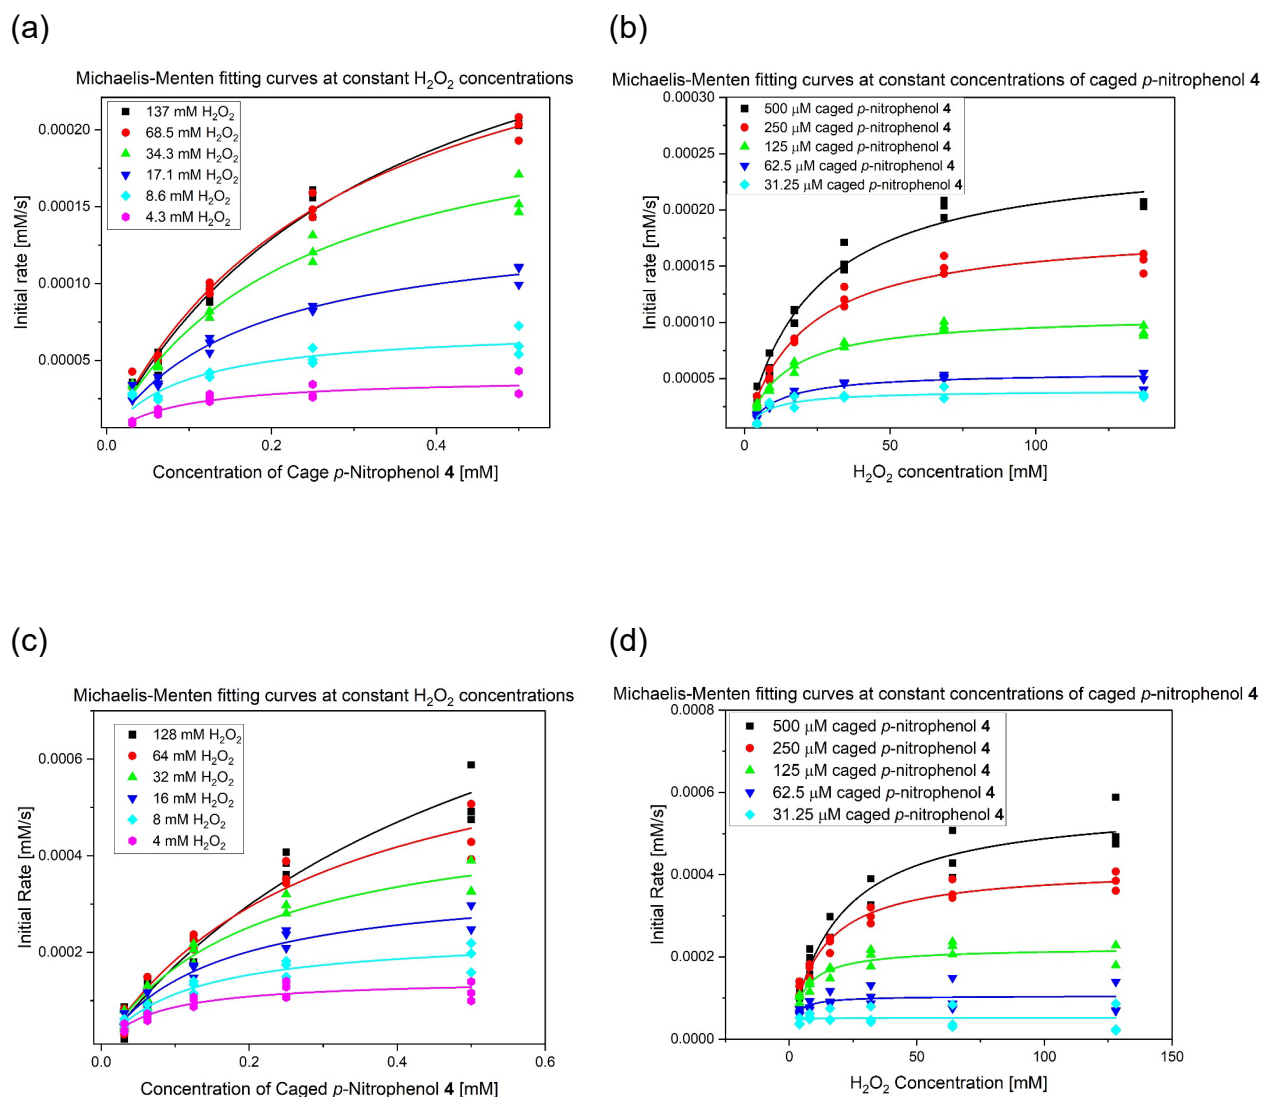 (a)
Michaelis-Menten fitting curves at constant H₂O₂ concentrations
137 mM H₂O₂
68.5 mM H₂O₂
34.3 mM H₂O₂
17.1 mM H₂O₂
8.6 mM H₂O₂
4.3 mM H₂O₂
0.00020
0.00015
0.00010
0.00005
Initial rate [mM/s]
0.0
0.2
0.4
Concentration of Cage p-Nitrophenol 4 [mM]
(b)
Michaelis-Menten fitting curves at constant concentrations of caged p-nitrophenol 4
500 µM caged p-nitrophenol 4
250 µM caged p-nitrophenol 4
125 µM caged p-nitrophenol 4
62.5 µM caged p-nitrophenol 4
31.25 µM caged p-nitrophenol 4
0.00030
0.00025
0.00020
0.00015
0.00010
0.00005
Initial rate [mM/s]
0
50
100
H₂O₂ concentration [mM]
(c)
Michaelis-Menten fitting curves at constant H₂O₂ concentrations
128 mM H₂O₂
64 mM H₂O₂
32 mM H₂O₂
16 mM H₂O₂
8 mM H₂O₂
4 mM H₂O₂
0.0006
0.0004
0.0002
Initial Rate [mM/s]
0.0
0.2
0.4
0.6
Concentration of Caged p-Nitrophenol 4 [mM]
(d)
Michaelis-Menten fitting curves at constant concentrations of caged p-nitrophenol 4
500 µM caged p-nitrophenol 4
250 µM caged p-nitrophenol 4
125 µM caged p-nitrophenol 4
62.5 µM caged p-nitrophenol 4
31.25 µM caged p-nitrophenol 4
0.0008
0.0006
0.0004
0.0002
0.0000
Initial Rate [mM/s]
0
50
100
150
H₂O₂ Concentration [mM]